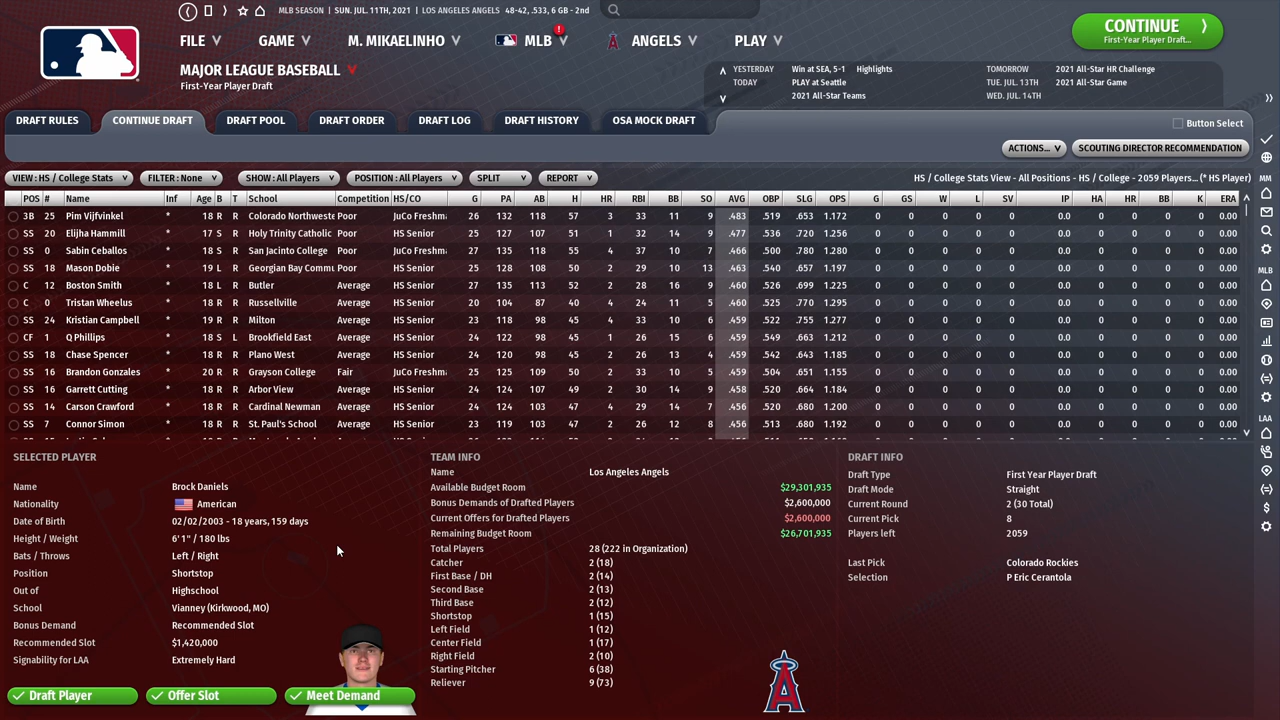 MLB SEASON | SUN. JUL. 11TH, 2021 | LOS ANGELES ANGELS 48-42, .533, 6 GB - 2nd
FILE GAME M. MIKAELINHO MLB ANGELS PLAY
CONTINUE
First-Year Player Draft...
MAJOR LEAGUE BASEBALL
First-Year Player Draft
YESTERDAY Win at SEA, 5-1 Highlights TOMORROW 2021 All-Star HR Challenge
TODAY PLAY at Seattle TUE. JUL. 13TH 2021 All-Star Game
2021 All-Star Teams WED. JUL. 14TH
DRAFT RULES CONTINUE DRAFT DRAFT POOL DRAFT ORDER DRAFT LOG DRAFT HISTORY OSA MOCK DRAFT
Button Select
ACTIONS... SCOUTING DIRECTOR RECOMMENDATION
VIEW : HS / College Stats FILTER : None SHOW : All Players POSITION : All Players SPLIT REPORT HS / College Stats View - All Positions - HS / College - 2059 Players... (* HS Player)
POS # Name Inf Age B T School Competition HS/CO G PA AB H HR RBI BB SO AVG OBP SLG OPS G GS W L SV IP HA HR BB K ERA
3B 25 Pim Vijfvinkel * 18 R R Colorado Northweste Poor JuCo Freshm 26 132 118 57 3 33 11 9 .483 .519 .653 1.172 0 0 0 0 0 0.0 0 0 0 0 0.00
SS 20 Elijha Hammill * 17 S R Holy Trinity Catholic Poor HS Senior 25 127 107 51 1 32 14 9 .477 .536 .720 1.256 0 0 0 0 0 0.0 0 0 0 0 0.00
SS 0 Sabin Ceballos * 18 S R San Jacinto College Poor JuCo Freshm 27 135 118 55 4 37 10 7 .466 .500 .780 1.280 0 0 0 0 0 0.0 0 0 0 0 0.00
SS 18 Mason Dobie * 19 L R Georgian Bay Commu Poor HS Senior 25 128 108 50 2 29 10 13 .463 .540 .657 1.197 0 0 0 0 0 0.0 0 0 0 0 0.00
C 12 Boston Smith * 18 L R Butler Average HS Senior 27 135 113 52 2 28 16 9 .460 .526 .699 1.225 0 0 0 0 0 0.0 0 0 0 0 0.00
C 0 Tristan Wheelus * 18 R R Russellville Average HS Senior 20 104 87 40 4 24 11 5 .460 .525 .770 1.295 0 0 0 0 0 0.0 0 0 0 0 0.00
SS 24 Kristian Campbell * 19 R R Milton Average HS Senior 23 118 98 45 4 33 10 6 .459 .522 .755 1.277 0 0 0 0 0 0.0 0 0 0 0 0.00
CF 1 Q Phillips * 18 S L Brookfield East Average HS Senior 24 122 98 45 1 26 15 6 .459 .549 .663 1.212 0 0 0 0 0 0.0 0 0 0 0 0.00
SS 18 Chase Spencer * 18 R R Plano West Average HS Senior 24 120 98 45 2 26 13 4 .459 .542 .643 1.185 0 0 0 0 0 0.0 0 0 0 0 0.00
SS 16 Brandon Gonzales * 20 R R Grayson College Fair JuCo Freshm 25 125 109 50 2 33 10 5 .459 .504 .651 1.155 0 0 0 0 0 0.0 0 0 0 0 0.00
SS 16 Garrett Cutting * 18 R R Arbor View Average HS Senior 24 124 107 49 2 30 14 9 .458 .520 .664 1.184 0 0 0 0 0 0.0 0 0 0 0 0.00
SS 14 Carson Crawford * 18 R R Cardinal Newman Average HS Senior 24 124 103 47 4 29 14 7 .456 .520 .680 1.200 0 0 0 0 0 0.0 0 0 0 0 0.00
SS 7 Connor Simon * 18 R R St. Paul's School Average HS Senior 23 119 103 47 2 26 12 8 .456 .513 .680 1.192 0 0 0 0 0 0.0 0 0 0 0 0.00
SELECTED PLAYER
Name Brock Daniels
Nationality American
Date of Birth 02/02/2003 - 18 years, 159 days
Height / Weight 6' 1" / 180 lbs
Bats / Throws Left / Right
Position Shortstop
Out of Highschool
School Vianney (Kirkwood, MO)
Bonus Demand Recommended Slot
Recommended Slot $1,420,000
Signability for LAA Extremely Hard
Draft Player Offer Slot Meet Demand
TEAM INFO
Name Los Angeles Angels
Available Budget Room $29,301,935
Bonus Demands of Drafted Players $2,600,000
Current Offers for Drafted Players $2,600,000
Remaining Budget Room $26,701,935
Total Players 28 (222 in Organization)
Catcher 2 (18)
First Base / DH 2 (14)
Second Base 2 (13)
Third Base 2 (12)
Shortstop 1 (15)
Left Field 1 (12)
Center Field 1 (17)
Right Field 2 (10)
Starting Pitcher 6 (38)
Reliever 9 (73)
DRAFT INFO
Draft Type First Year Player Draft
Draft Mode Straight
Current Round 2 (30 Total)
Current Pick 8
Players left 2059
Last Pick Colorado Rockies
Selection P Eric Cerantola
MM
MLB
LAA